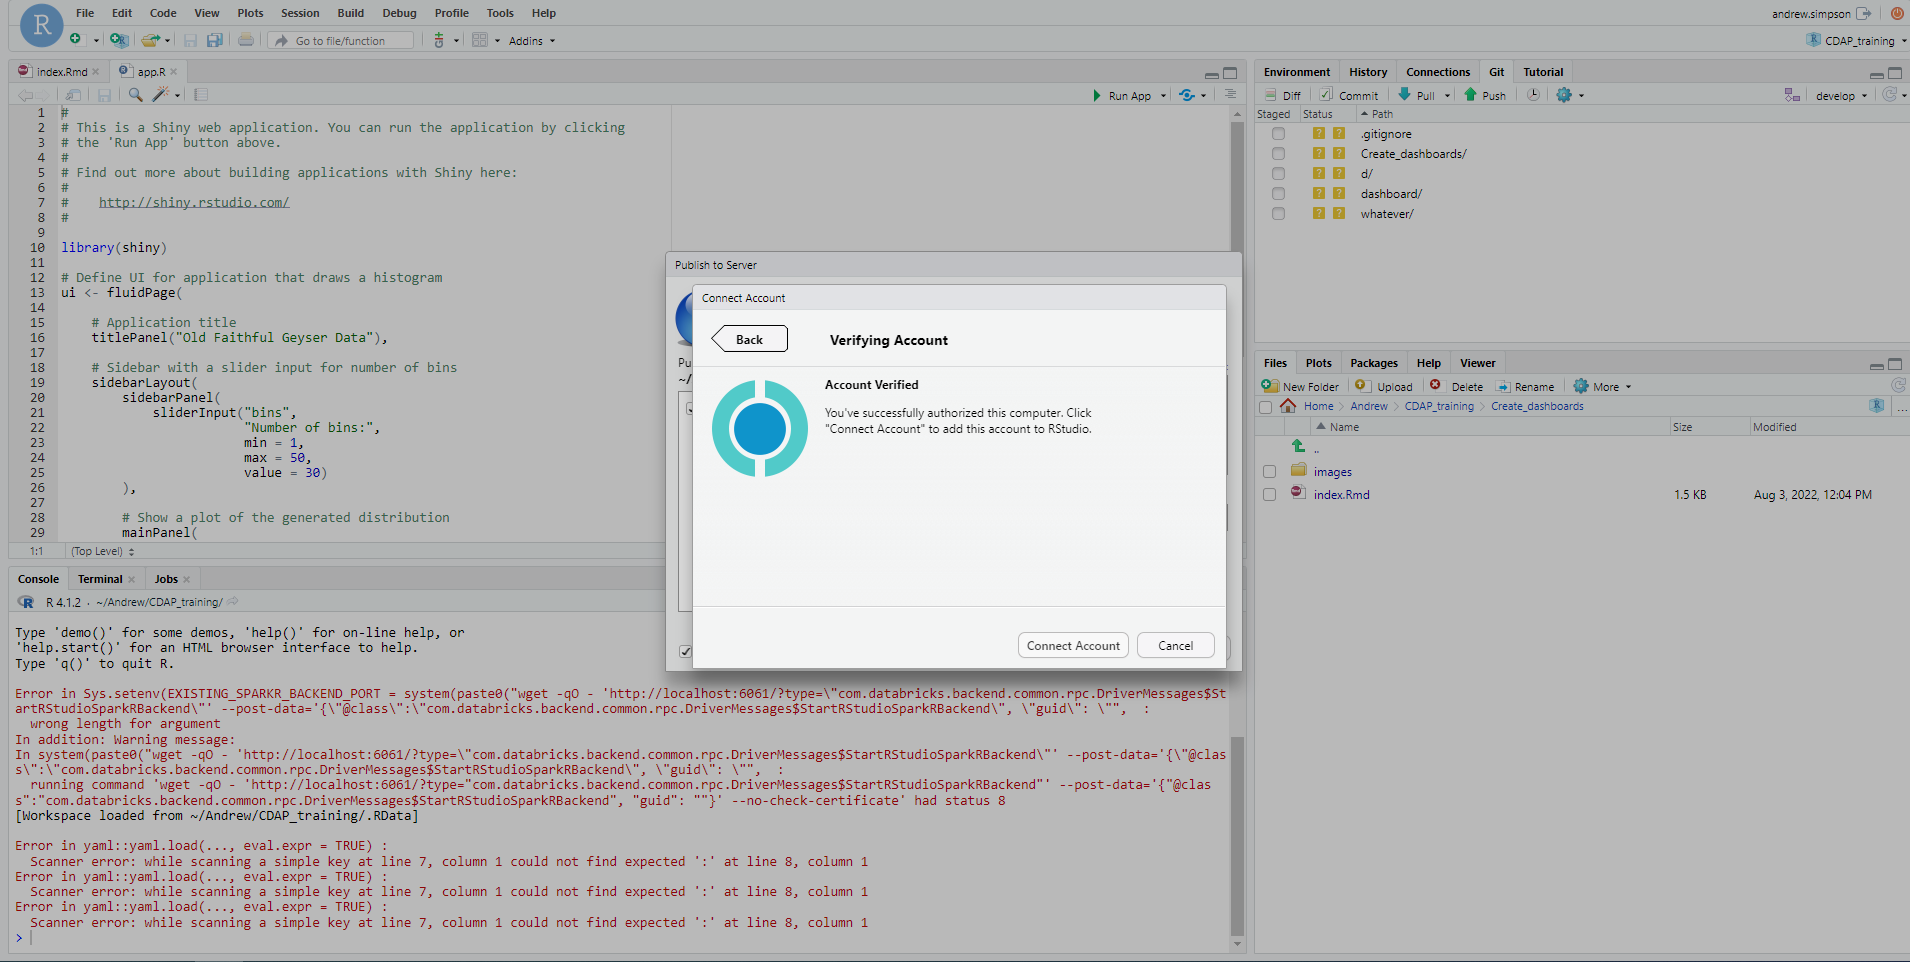 File Edit Code View Plots Session Build Debug Profile Tools Help
andrew.simpson
R
Go to file/function
Addins
CDAP_training
index.Rmd
app.R
Run App
1 #
2 # This is a Shiny web application. You can run the application by clicking
3 # the 'Run App' button above.
4 #
5 # Find out more about building applications with Shiny here:
6 #
7 #    http://shiny.rstudio.com/
8 #
9
10 library(shiny)
11
12 # Define UI for application that draws a histogram
13 ui <- fluidPage(
14
15     # Application title
16     titlePanel("Old Faithful Geyser Data"),
17
18     # Sidebar with a slider input for number of bins
19     sidebarLayout(
20         sidebarPanel(
21             sliderInput("bins",
22                         "Number of bins:",
23                         min = 1,
24                         max = 50,
25                         value = 30)
26         ),
27
28         # Show a plot of the generated distribution
29         mainPanel(
1:1 (Top Level)
Console Terminal Jobs
R 4.1.2 · ~/Andrew/CDAP_training/
Type 'demo()' for some demos, 'help()' for on-line help, or
'help.start()' for an HTML browser interface to help.
Type 'q()' to quit R.
Error in Sys.setenv(EXISTING_SPARKR_BACKEND_PORT = system(paste0("wget -qO - 'http://localhost:6061/?type=\"com.databricks.backend.common.rpc.DriverMessages$St
artRStudioSparkRBackend\"' --post-data='{\"@class\":\"com.databricks.backend.common.rpc.DriverMessages$StartRStudioSparkRBackend\", \"guid\": \"",  :
  wrong length for argument
In addition: Warning message:
In system(paste0("wget -qO - 'http://localhost:6061/?type=\"com.databricks.backend.common.rpc.DriverMessages$StartRStudioSparkRBackend\"' --post-data='{\"@clas
s\":\"com.databricks.backend.common.rpc.DriverMessages$StartRStudioSparkRBackend\", \"guid\": \"",  :
  running command 'wget -qO - 'http://localhost:6061/?type="com.databricks.backend.common.rpc.DriverMessages$StartRStudioSparkRBackend"' --post-data='{"@clas
s":"com.databricks.backend.common.rpc.DriverMessages$StartRStudioSparkRBackend", "guid": ""}' --no-check-certificate' had status 8
[Workspace loaded from ~/Andrew/CDAP_training/.RData]
Error in yaml::yaml.load(..., eval.expr = TRUE) :
  Scanner error: while scanning a simple key at line 7, column 1 could not find expected ':' at line 8, column 1
Error in yaml::yaml.load(..., eval.expr = TRUE) :
  Scanner error: while scanning a simple key at line 7, column 1 could not find expected ':' at line 8, column 1
Error in yaml::yaml.load(..., eval.expr = TRUE) :
  Scanner error: while scanning a simple key at line 7, column 1 could not find expected ':' at line 8, column 1
>
Publish to Server
Pu
~/
Connect Account
Back
Verifying Account
Account Verified
You've successfully authorized this computer. Click
"Connect Account" to add this account to RStudio.
Connect Account Cancel
Environment History Connections Git Tutorial
Diff Commit Pull Push develop
Staged Status Path
? ? .gitignore
? ? Create_dashboards/
? ? d/
? ? dashboard/
? ? whatever/
Files Plots Packages Help Viewer
New Folder Upload Delete Rename More
Home Andrew CDAP_training Create_dashboards ...
Name Size Modified
..
images
index.Rmd 1.5 KB Aug 3, 2022, 12:04 PM